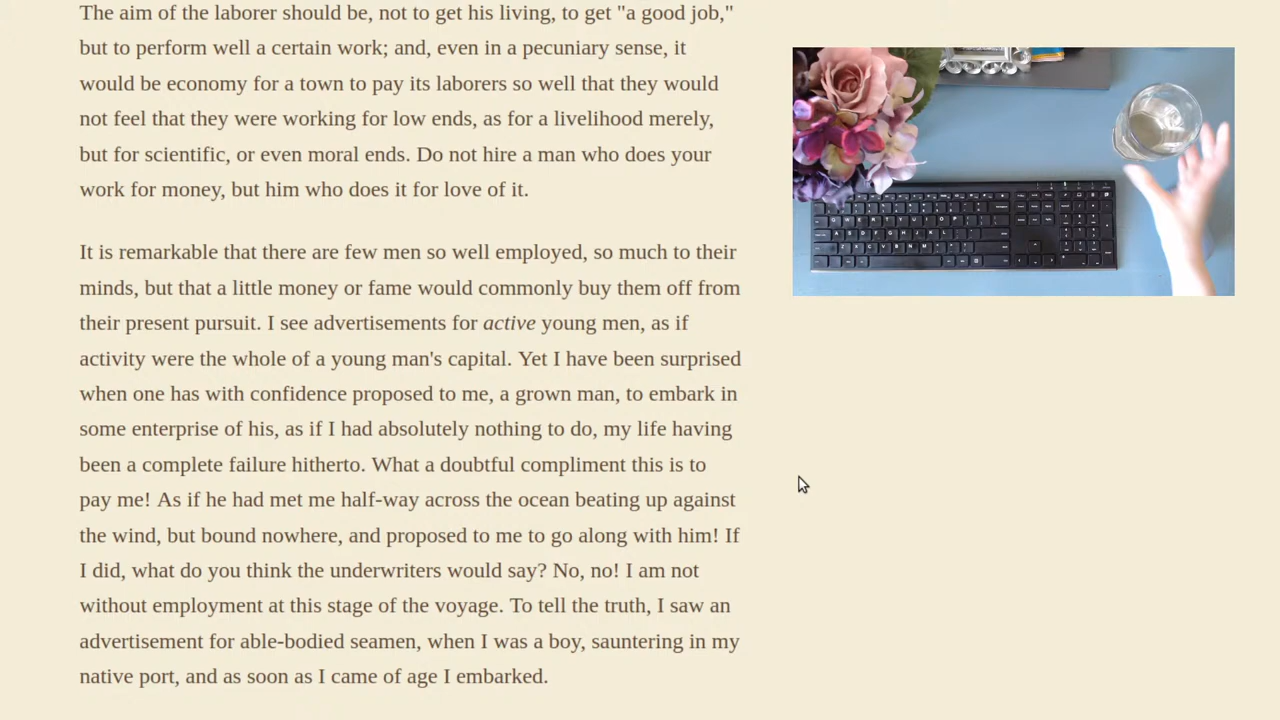 The aim of the laborer should be, not to get his living, to get "a good job,"
but to perform well a certain work; and, even in a pecuniary sense, it
would be economy for a town to pay its laborers so well that they would
not feel that they were working for low ends, as for a livelihood merely,
but for scientific, or even moral ends. Do not hire a man who does your
work for money, but him who does it for love of it.
It is remarkable that there are few men so well employed, so much to their
minds, but that a little money or fame would commonly buy them off from
their present pursuit. I see advertisements for active young men, as if
activity were the whole of a young man's capital. Yet I have been surprised
when one has with confidence proposed to me, a grown man, to embark in
some enterprise of his, as if I had absolutely nothing to do, my life having
been a complete failure hitherto. What a doubtful compliment this is to
pay me! As if he had met me half-way across the ocean beating up against
the wind, but bound nowhere, and proposed to me to go along with him! If
I did, what do you think the underwriters would say? No, no! I am not
without employment at this stage of the voyage. To tell the truth, I saw an
advertisement for able-bodied seamen, when I was a boy, sauntering in my
native port, and as soon as I came of age I embarked.